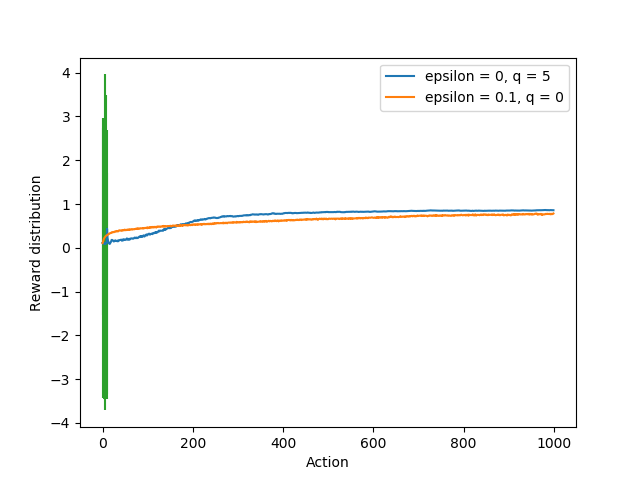 epsilon = 0, q = 5
epsilon = 0.1, q = 0
4
3
2
1
0
−1
−2
−3
−4
Reward distribution
0 200 400 600 800 1000
Action